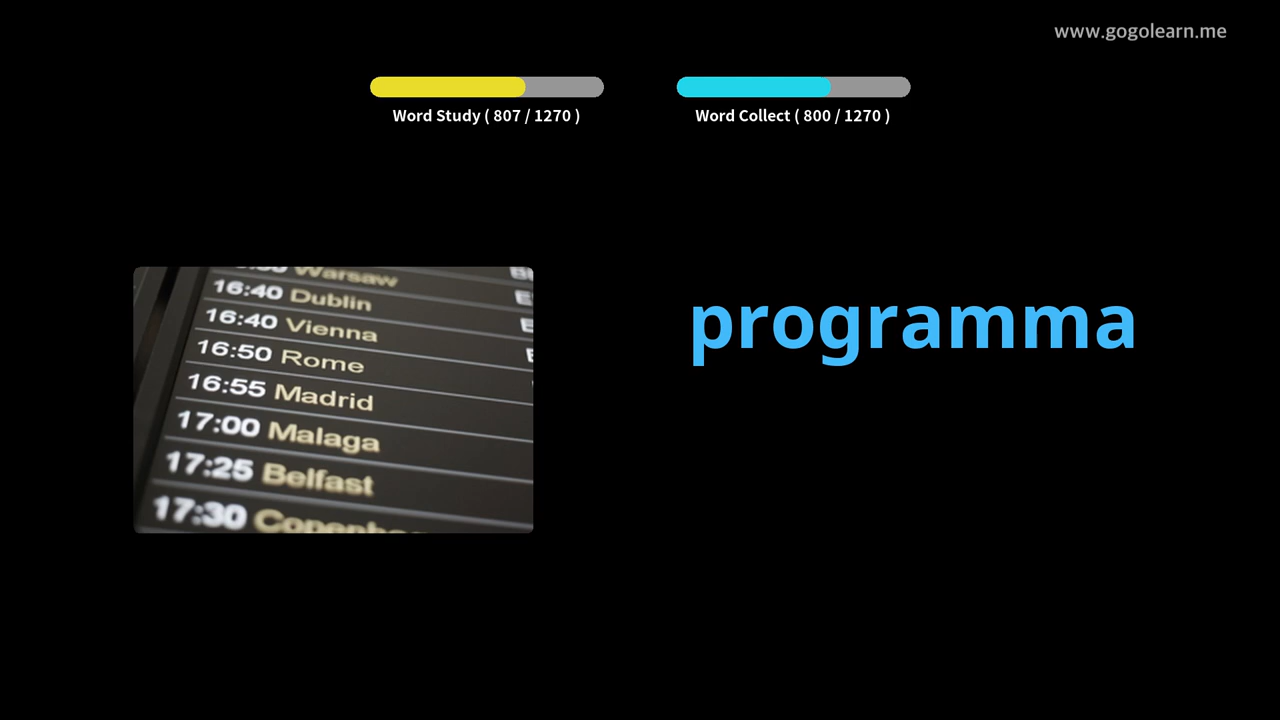 www.gogolearn.me
Word Study ( 807 / 1270 )
Word Collect ( 800 / 1270 )
Warsaw
16:40 Dublin
16:40 Vienna
16:50 Rome
16:55 Madrid
17:00 Malaga
17:25 Belfast
17:30
programma